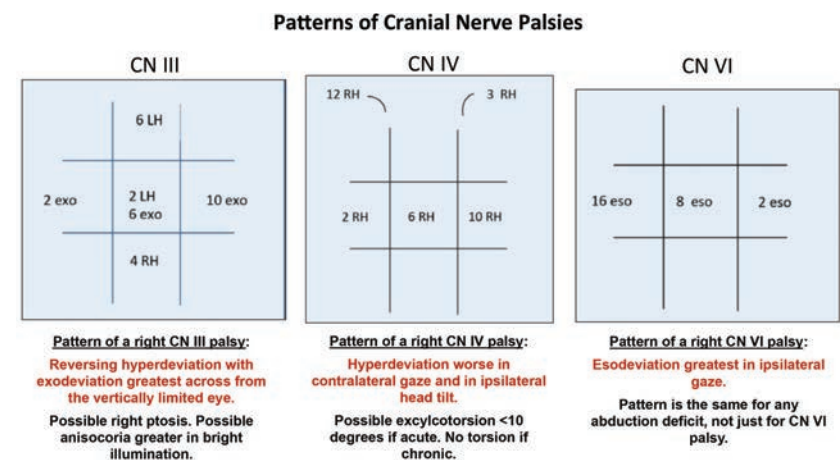 Patterns of Cranial Nerve Palsies
CN III
6 LH
2 exo
2 LH
6 exo
10 exo
4 RH
Pattern of a right CN III palsy:
Reversing hyperdeviation with
exodeviation greatest across from
the vertically limited eye.
Possible right ptosis. Possible
anisocoria greater in bright
illumination.
CN IV
12 RH
3 RH
2 RH
6 RH
10 RH
Pattern of a right CN IV palsy:
Hyperdeviation worse in
contralateral gaze and in ipsilateral
head tilt.
Possible excylcotorsion <10
degrees if acute. No torsion if
chronic.
CN VI
16 eso
8 eso
2 eso
Pattern of a right CN VI palsy:
Esodeviation greatest in ipsilateral
gaze.
Pattern is the same for any
abduction deficit, not just for CN VI
palsy.